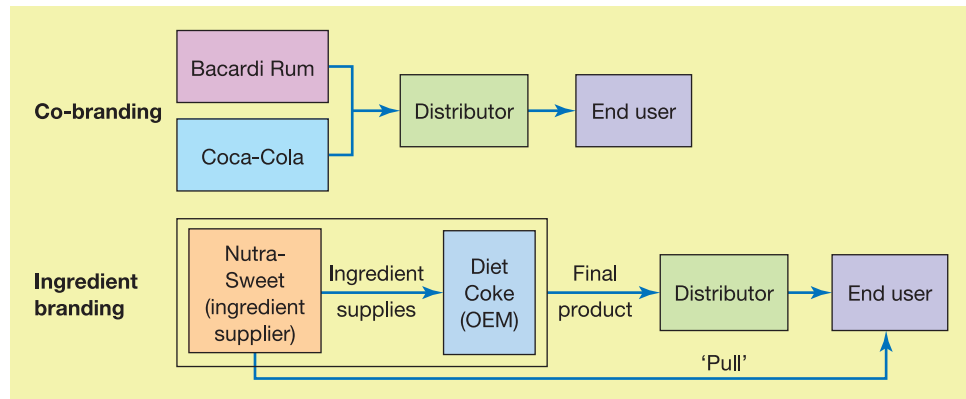 Co-branding
Bacardi Rum
Coca-Cola
Distributor
End user
Ingredient
branding
Nutra-
Sweet
(ingredient
supplier)
Ingredient
supplies
Diet
Coke
(OEM)
Final
product
Distributor
End user
‘Pull’